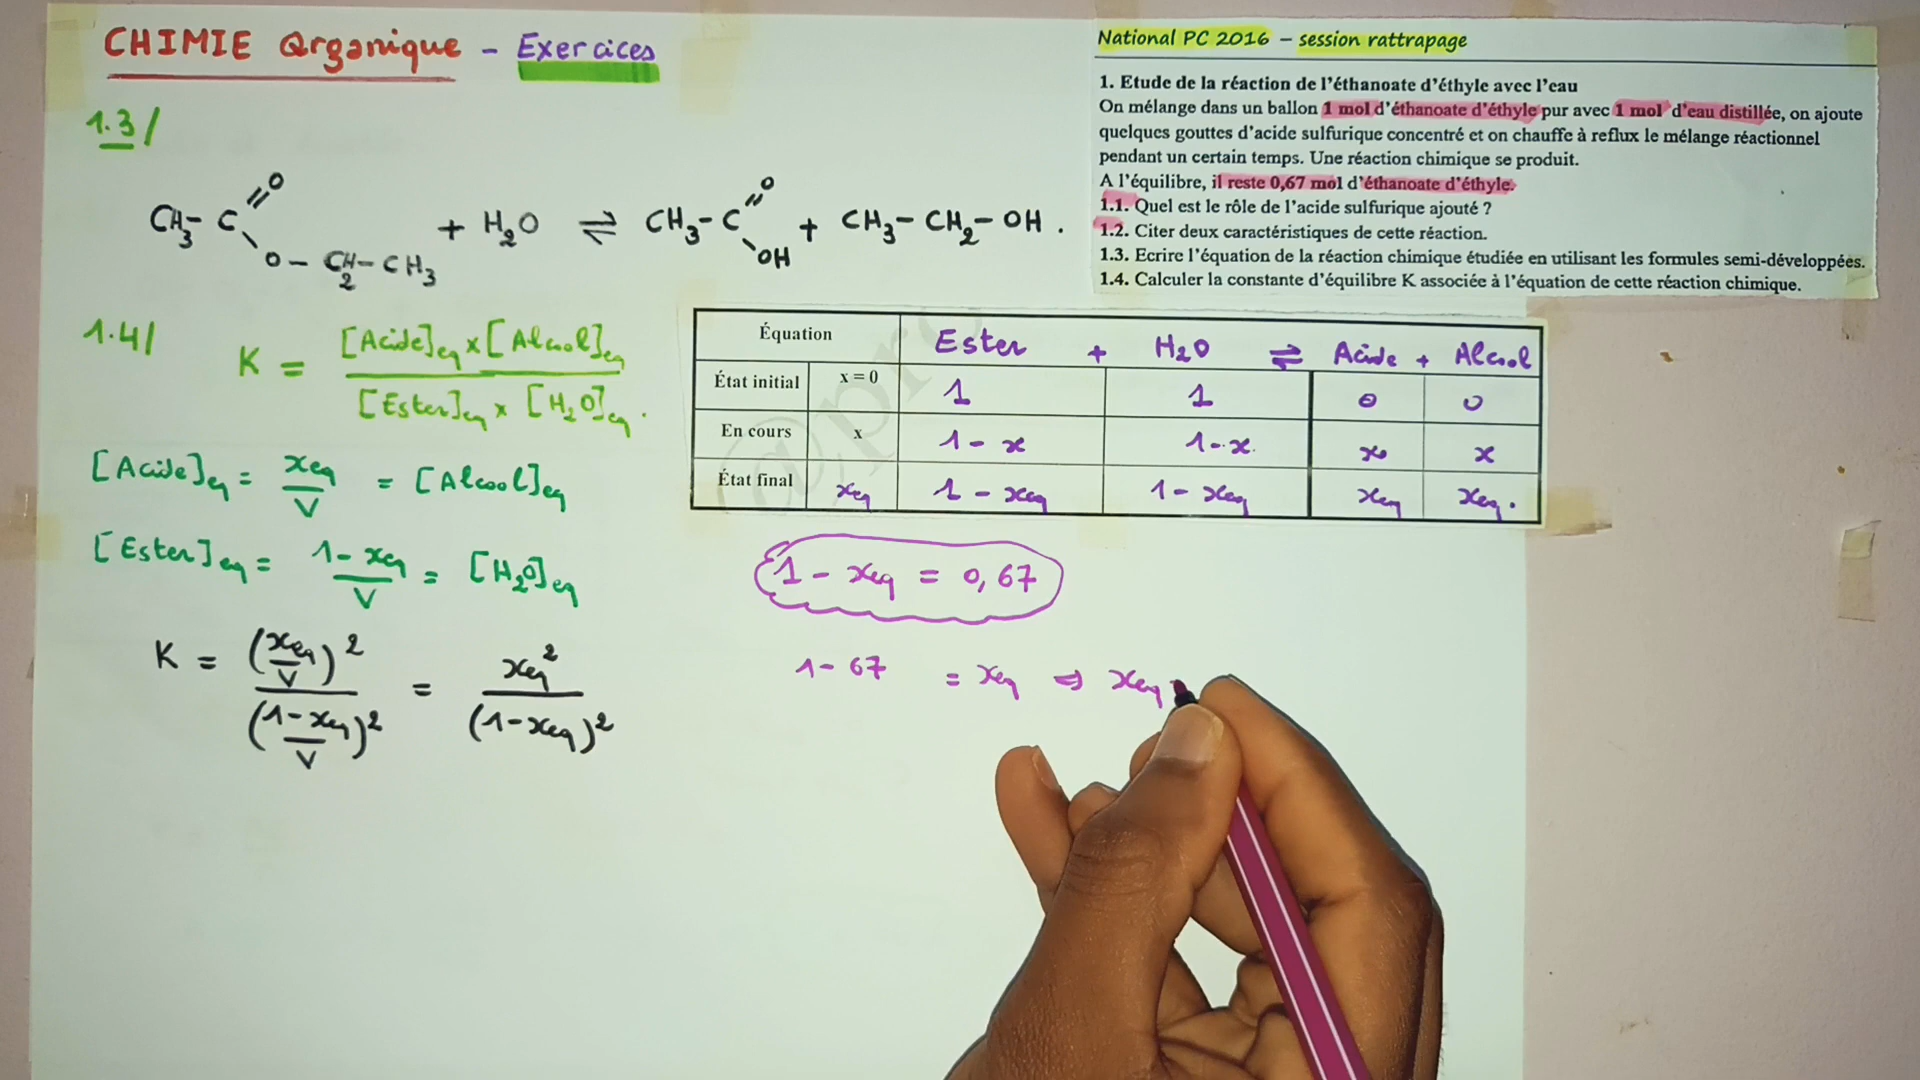 CHIMIE Organique - Exercices
National PC 2016 – session rattrapage
1. Etude de la réaction de l'éthanoate d'éthyle avec l'eau
On mélange dans un ballon 1 mol d'éthanoate d'éthyle pur avec 1 mol d'eau distillée, on ajoute
quelques gouttes d'acide sulfurique concentré et on chauffe à reflux le mélange réactionnel
pendant un certain temps. Une réaction chimique se produit.
A l'équilibre, il reste 0,67 mol d'éthanoate d'éthyle.
1.1. Quel est le rôle de l'acide sulfurique ajouté ?
1.2. Citer deux caractéristiques de cette réaction.
1.3. Ecrire l'équation de la réaction chimique étudiée en utilisant les formules semi-développées.
1.4. Calculer la constante d'équilibre K associée à l'équation de cette réaction chimique.
1.3/
CH₃-C(=O)-O-CH₂-CH₃ + H₂O ⇌ CH₃-C(=O)-OH + CH₃-CH₂-OH.
1.4/
K = [Acide]eq x [Alcool]eq / [Ester]eq x [H₂O]eq.
Équation Ester + H₂O ⇌ Acide + Alcool
État initial x = 0 1 1 0 0
En cours x 1-x 1-x. x x
État final xeq 1-xeq 1-xeq xeq xeq.
@pro
[Acide]eq = xeq/V = [Alcool]eq
[Ester]eq = 1-xeq/V = [H₂O]eq
K = (xeq/V)² / (1-xeq/V)² = xeq² / (1-xeq)²
1 - xeq = 0,67
1 - 67 = xeq ⇒ xeq